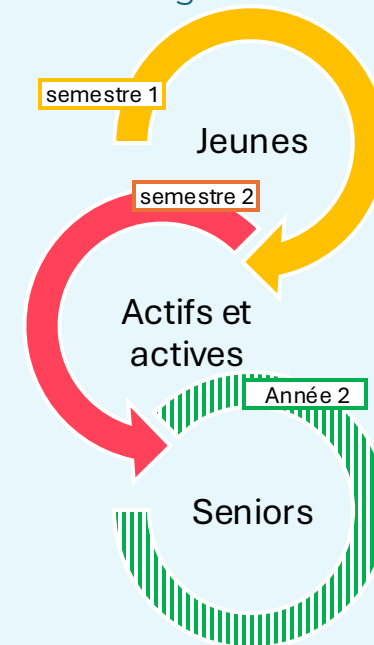 semestre 1
Jeunes
semestre 2
Actifs et
actives
Année 2
Seniors